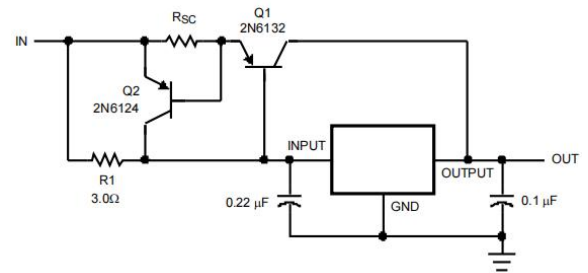 RSC
Q1
2N6132
IN
Q2
2N6124
INPUT
OUTPUT
OUT
R1
3.0Ω
0.22 µF
GND
0.1 µF